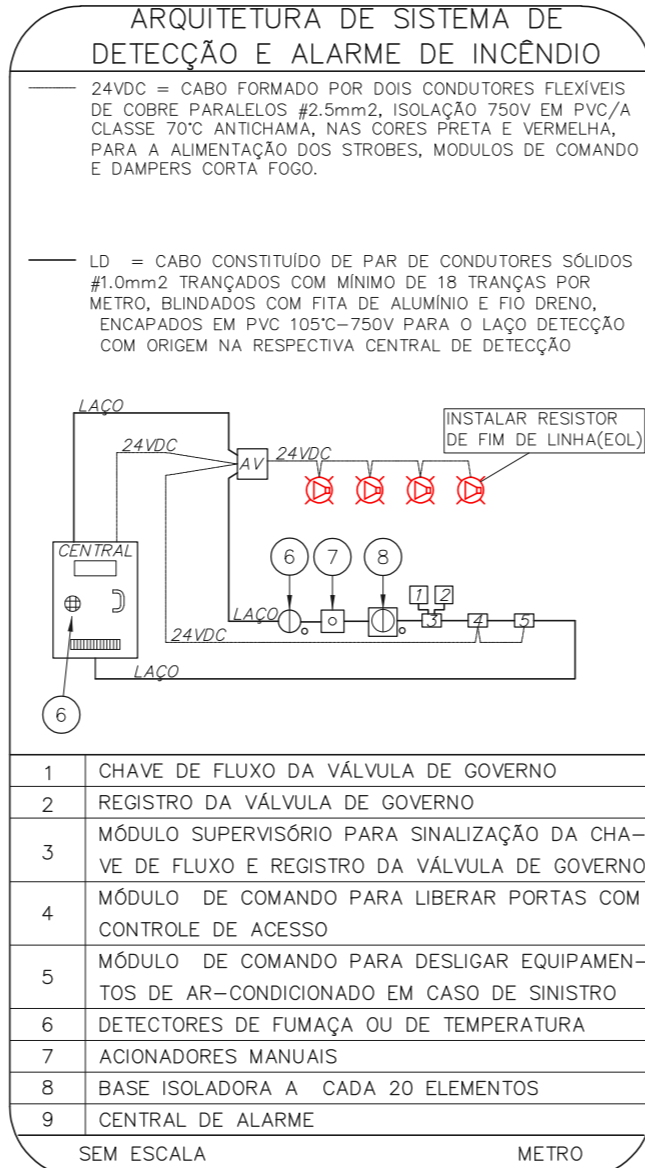 ARQUITETURA DE SISTEMA DE
DETECÇÃO E ALARME DE INCÊNDIO
24VDC = CABO FORMADO POR DOIS CONDUTORES FLEXÍVEIS
DE COBRE PARALELOS #2.5mm2, ISOLAÇÃO 750V EM PVC/A
CLASSE 70°C ANTICHAMA, NAS CORES PRETA E VERMELHA,
PARA A ALIMENTAÇÃO DOS STROBES, MODULOS DE COMANDO
E DAMPERS CORTA FOGO.
LD = CABO CONSTITUÍDO DE PAR DE CONDUTORES SÓLIDOS
#1.0mm2 TRANÇADOS COM MÍNIMO DE 18 TRANÇAS POR
METRO, BLINDADOS COM FITA DE ALUMÍNIO E FIO DRENO,
ENCAPADOS EM PVC 105°C-750V PARA O LAÇO DETECÇÃO
COM ORIGEM NA RESPECTIVA CENTRAL DE DETECÇÃO
LAÇO
INSTALAR RESISTOR
DE FIM DE LINHA(EOL)
24VDC
AV
24VDC
CENTRAL
6
7
8
1
2
LAÇO
3
4
5
24VDC
LAÇO
6
1 CHAVE DE FLUXO DA VÁLVULA DE GOVERNO
2 REGISTRO DA VÁLVULA DE GOVERNO
3 MÓDULO SUPERVISÓRIO PARA SINALIZAÇÃO DA CHA-
VE DE FLUXO E REGISTRO DA VÁLVULA DE GOVERNO
4 MÓDULO DE COMANDO PARA LIBERAR PORTAS COM
CONTROLE DE ACESSO
5 MÓDULO DE COMANDO PARA DESLIGAR EQUIPAMEN-
TOS DE AR-CONDICIONADO EM CASO DE SINISTRO
6 DETECTORES DE FUMAÇA OU DE TEMPERATURA
7 ACIONADORES MANUAIS
8 BASE ISOLADORA A CADA 20 ELEMENTOS
9 CENTRAL DE ALARME
SEM ESCALA METRO